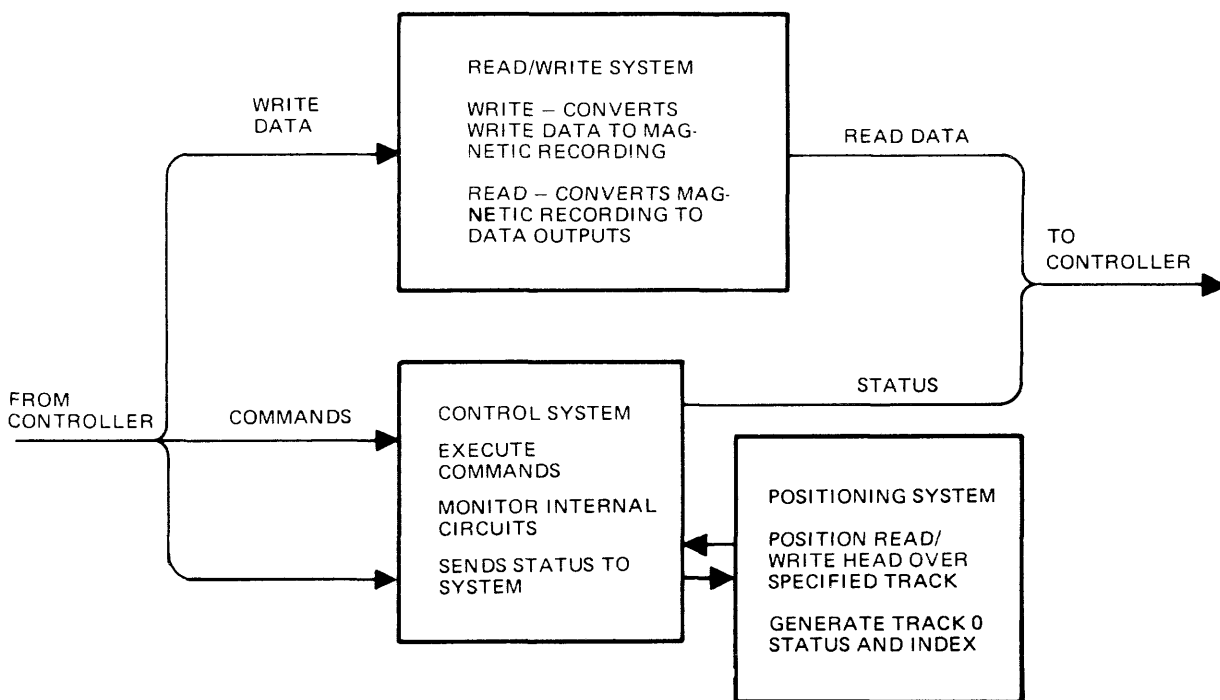 READ/WRITE SYSTEM
WRITE – CONVERTS
WRITE DATA TO MAG-
NETIC RECORDING
READ – CONVERTS MAG-
NETIC RECORDING TO
DATA OUTPUTS
WRITE
DATA
READ DATA
TO
CONTROLLER
FROM
CONTROLLER
COMMANDS
CONTROL SYSTEM
EXECUTE
COMMANDS
MONITOR INTERNAL
CIRCUITS
SENDS STATUS TO
SYSTEM
STATUS
POSITIONING SYSTEM
POSITION READ/
WRITE HEAD OVER
SPECIFIED TRACK
GENERATE TRACK 0
STATUS AND INDEX